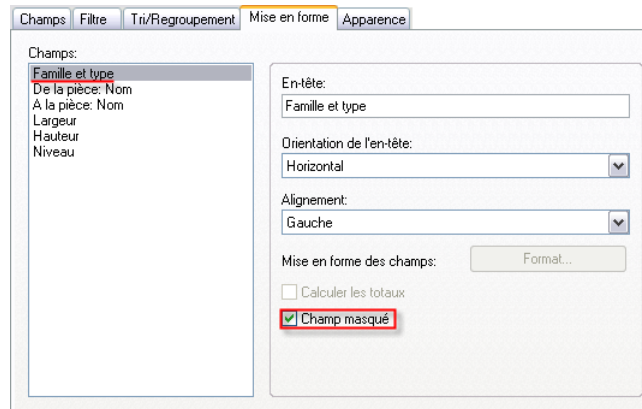 Champs Filtre Tri/Regroupement Mise en forme Apparence
Champs:
Famille et type
De la pièce: Nom
A la pièce: Nom
Largeur
Hauteur
Niveau
En-tête:
Famille et type
Orientation de l'en-tête:
Horizontal
Alignement:
Gauche
Mise en forme des champs: Format...
Calculer les totaux
Champ masqué